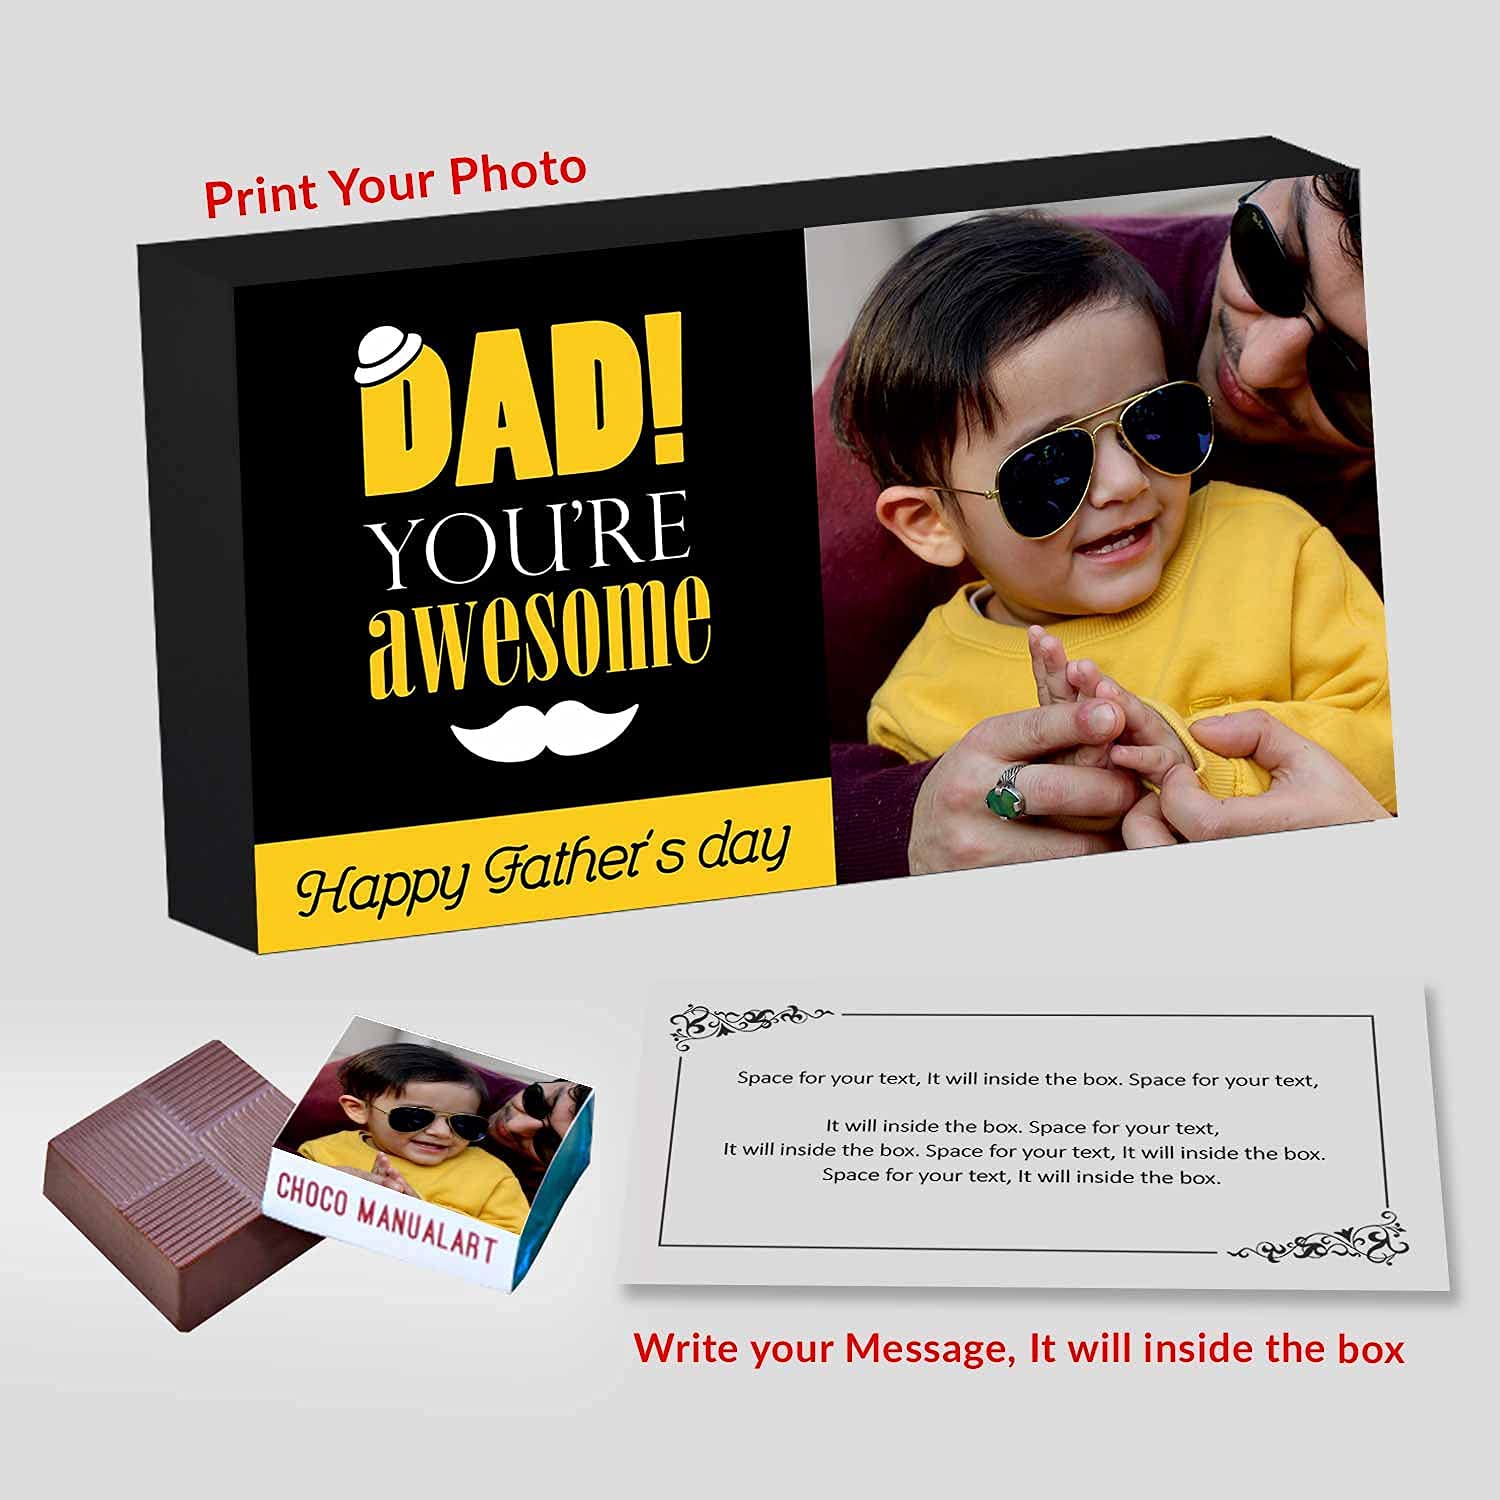 Print Your Photo
DAD!
YOU'RE
awesome
Happy Father's day
CHOCO MANUALART
Space for your text, It will inside the box. Space for your text,
It will inside the box. Space for your text,
It will inside the box. Space for your text, It will inside the box.
Space for your text, It will inside the box.
Write your Message, It will inside the box